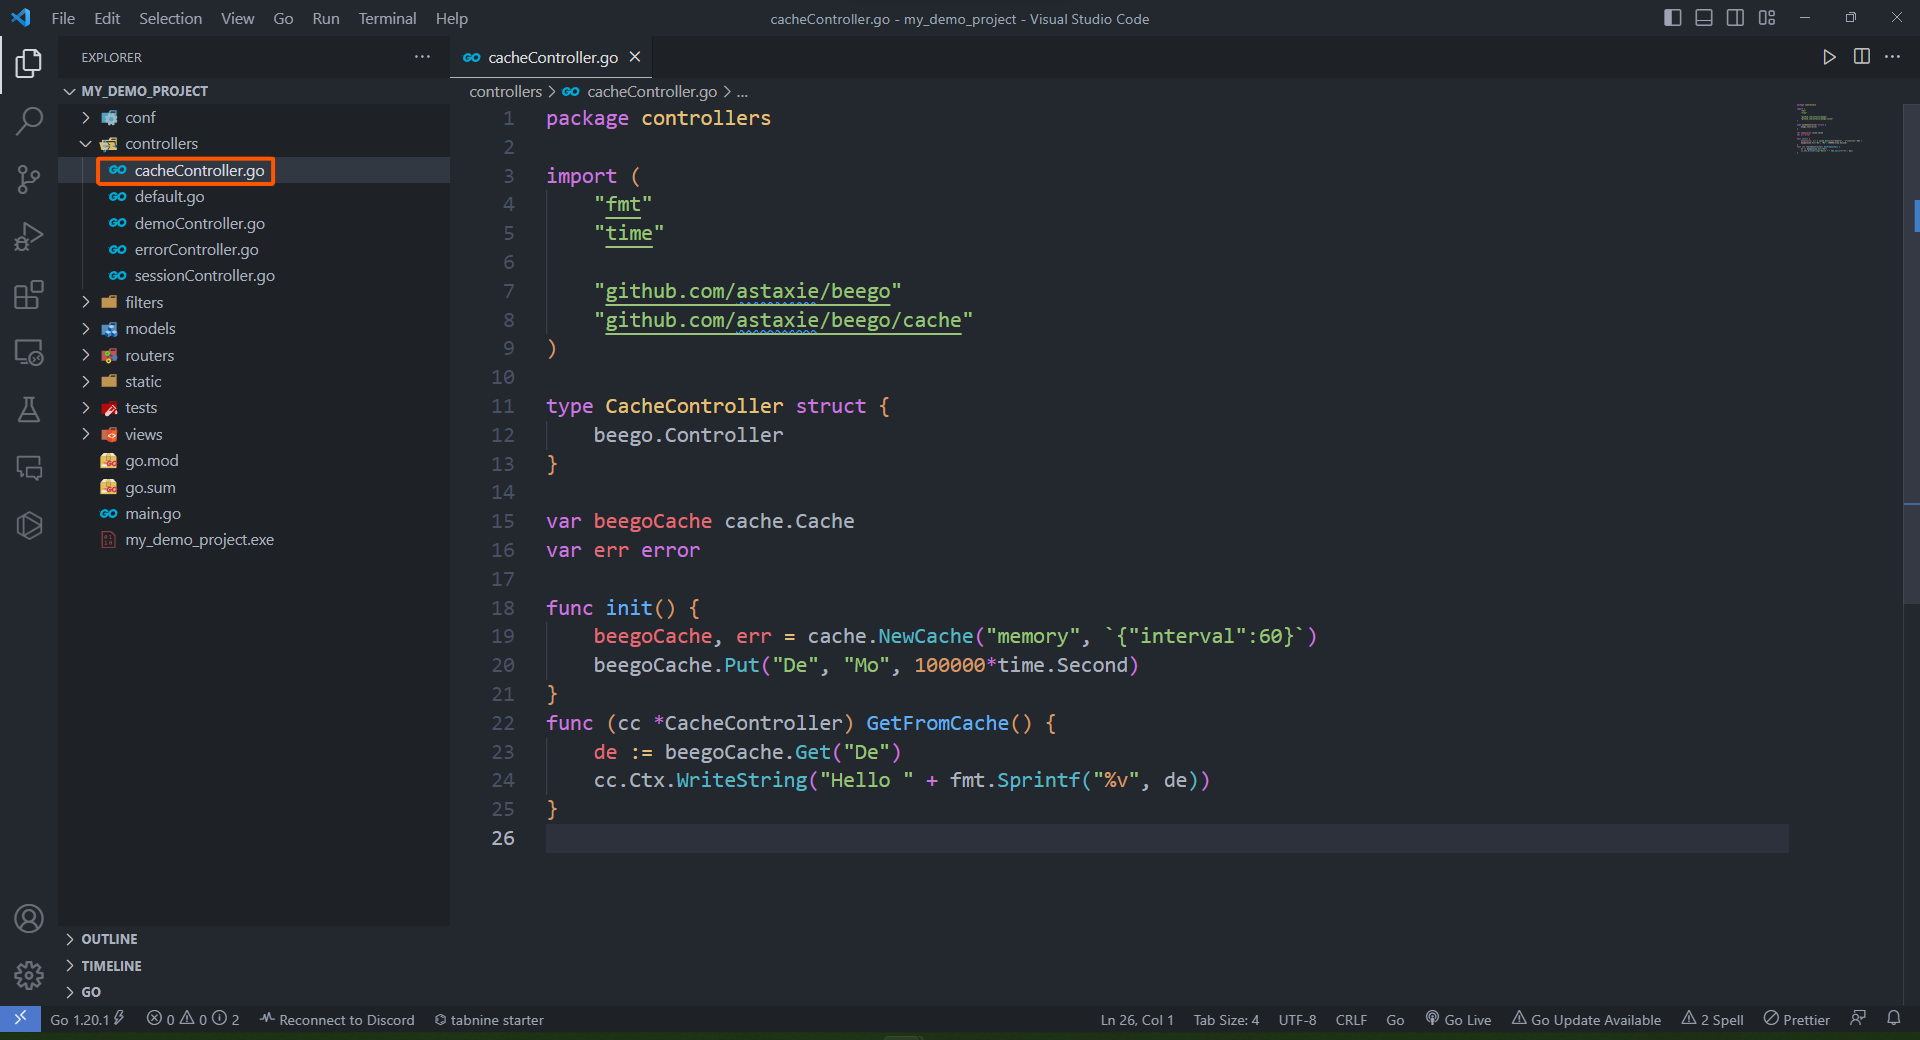 File Edit Selection View Go Run Terminal Help
cacheController.go - my_demo_project - Visual Studio Code
EXPLORER
MY_DEMO_PROJECT
conf
controllers
cacheController.go
default.go
demoController.go
errorController.go
sessionController.go
filters
models
routers
static
tests
views
go.mod
go.sum
main.go
my_demo_project.exe
OUTLINE
TIMELINE
GO
cacheController.go
controllers > cacheController.go > ...
1 package controllers
2
3 import (
4 "fmt"
5 "time"
6
7 "github.com/astaxie/beego"
8 "github.com/astaxie/beego/cache"
9 )
10
11 type CacheController struct {
12 beego.Controller
13 }
14
15 var beegoCache cache.Cache
16 var err error
17
18 func init() {
19 beegoCache, err = cache.NewCache("memory", `{"interval":60}`)
20 beegoCache.Put("De", "Mo", 100000*time.Second)
21 }
22 func (cc *CacheController) GetFromCache() {
23 de := beegoCache.Get("De")
24 cc.Ctx.WriteString("Hello " + fmt.Sprintf("%v", de))
25 }
26
Go 1.20.1 0 0 2 Reconnect to Discord tabnine starter Ln 26, Col 1 Tab Size: 4 UTF-8 CRLF Go Go Live Go Update Available 2 Spell Prettier